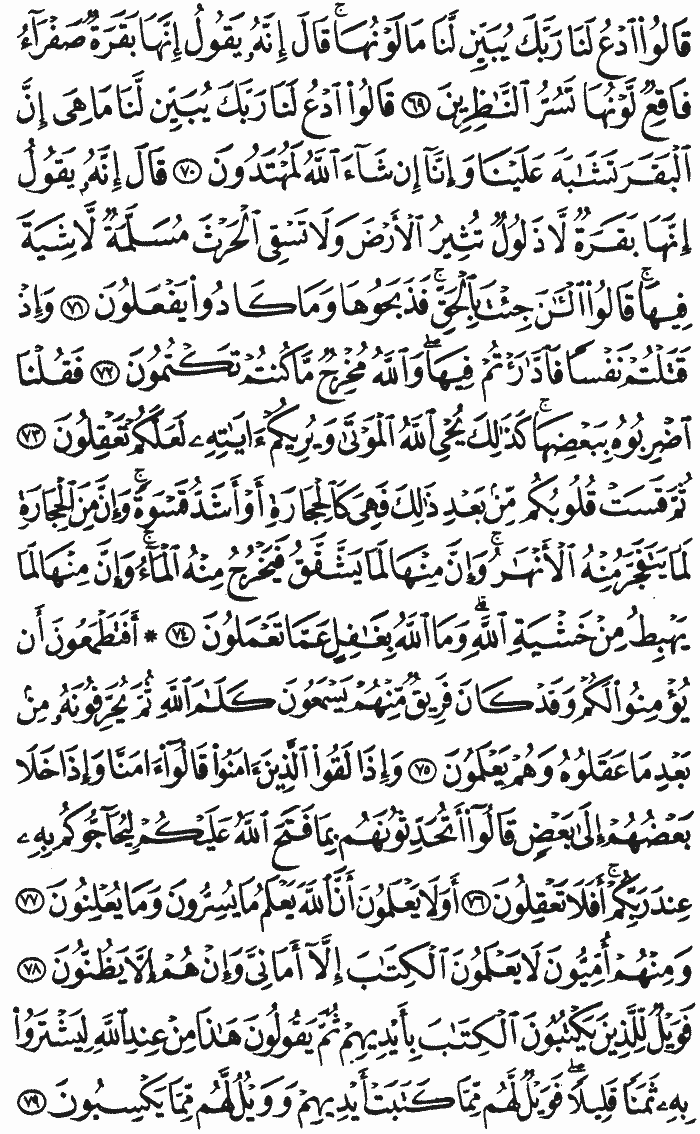 قَالُوا۟ ٱدْعُ لَنَا رَبَّكَ يُبَيِّن لَّنَا مَا لَوْنُهَا ۚ قَالَ إِنَّهُۥ يَقُولُ إِنَّهَا بَقَرَةٌ صَفْرَآءُ
فَاقِعٌ لَّوْنُهَا تَسُرُّ ٱلنَّـٰظِرِينَ ٦٩ قَالُوا۟ ٱدْعُ لَنَا رَبَّكَ يُبَيِّن لَّنَا مَا هِىَ إِنَّ
ٱلْبَقَرَ تَشَـٰبَهَ عَلَيْنَا وَإِنَّآ إِن شَآءَ ٱللَّهُ لَمُهْتَدُونَ ٧٠ قَالَ إِنَّهُۥ يَقُولُ
إِنَّهَا بَقَرَةٌ لَّا ذَلُولٌ تُثِيرُ ٱلْأَرْضَ وَلَا تَسْقِى ٱلْحَرْثَ مُسَلَّمَةٌ لَّا شِيَةَ
فِيهَا ۚ قَالُوا۟ ٱلْـَٔـٰنَ جِئْتَ بِٱلْحَقِّ ۚ فَذَبَحُوهَا وَمَا كَادُوا۟ يَفْعَلُونَ ٧١ وَإِذْ
قَتَلْتُمْ نَفْسًا فَٱدَّٰرَْٰٔتُمْ فِيهَا ۖ وَٱللَّهُ مُخْرِجٌ مَّا كُنتُمْ تَكْتُمُونَ ٧٢ فَقُلْنَا
ٱضْرِبُوهُ بِبَعْضِهَا ۚ كَذَٰلِكَ يُحْىِ ٱللَّهُ ٱلْمَوْتَىٰ وَيُرِيكُمْ ءَايَـٰتِهِۦ لَعَلَّكُمْ تَعْقِلُونَ ٧٣
ثُمَّ قَسَتْ قُلُوبُكُم مِّنۢ بَعْدِ ذَٰلِكَ فَهِىَ كَٱلْحِجَارَةِ أَوْ أَشَدُّ قَسْوَةً ۚ وَإِنَّ مِنَ ٱلْحِجَارَةِ
لَمَا يَتَفَجَّرُ مِنْهُ ٱلْأَنْهَـٰرُ ۚ وَإِنَّ مِنْهَا لَمَا يَشَّقَّقُ فَيَخْرُجُ مِنْهُ ٱلْمَآءُ ۚ وَإِنَّ مِنْهَا لَمَا
يَهْبِطُ مِنْ خَشْيَةِ ٱللَّهِ ۗ وَمَا ٱللَّهُ بِغَـٰفِلٍ عَمَّا تَعْمَلُونَ ٧٤ * أَفَتَطْمَعُونَ أَن
يُؤْمِنُوا۟ لَكُمْ وَقَدْ كَانَ فَرِيقٌ مِّنْهُمْ يَسْمَعُونَ كَلَـٰمَ ٱللَّهِ ثُمَّ يُحَرِّفُونَهُۥ مِنۢ
بَعْدِ مَا عَقَلُوهُ وَهُمْ يَعْلَمُونَ ٧٥ وَإِذَا لَقُوا۟ ٱلَّذِينَ ءَامَنُوا۟ قَالُوٓا۟ ءَامَنَّا وَإِذَا خَلَا
بَعْضُهُمْ إِلَىٰ بَعْضٍ قَالُوٓا۟ أَتُحَدِّثُونَهُم بِمَا فَتَحَ ٱللَّهُ عَلَيْكُمْ لِيُحَآجُّوكُم بِهِۦ
عِندَ رَبِّكُمْ ۚ أَفَلَا تَعْقِلُونَ ٧٦ أَوَلَا يَعْلَمُونَ أَنَّ ٱللَّهَ يَعْلَمُ مَا يُسِرُّونَ وَمَا يُعْلِنُونَ ٧٧
وَمِنْهُمْ أُمِّيُّونَ لَا يَعْلَمُونَ ٱلْكِتَـٰبَ إِلَّآ أَمَانِىَّ وَإِنْ هُمْ إِلَّا يَظُنُّونَ ٧٨
فَوَيْلٌ لِّلَّذِينَ يَكْتُبُونَ ٱلْكِتَـٰبَ بِأَيْدِيهِمْ ثُمَّ يَقُولُونَ هَـٰذَا مِنْ عِندِ ٱللَّهِ لِيَشْتَرُوا۟
بِهِۦ ثَمَنًا قَلِيلًا ۖ فَوَيْلٌ لَّهُم مِّمَّا كَتَبَتْ أَيْدِيهِمْ وَوَيْلٌ لَّهُم مِّمَّا يَكْسِبُونَ ٧٩